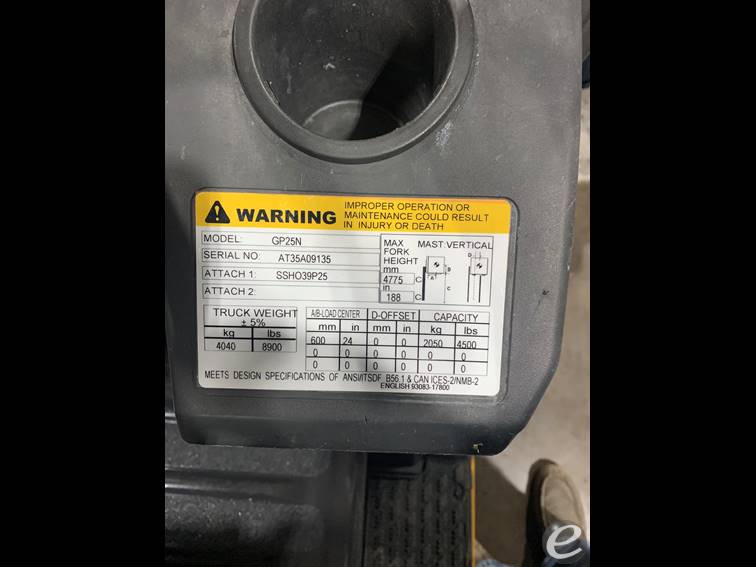 WARNING
IMPROPER OPERATION OR
MAINTENANCE COULD RESULT
IN INJURY OR DEATH
MODEL: GP25N
SERIAL NO: AT35A09135
ATTACH 1: SSHO39P25
ATTACH 2:
MAX
FORK
HEIGHT
mm
4775 C
in
188 C
MAST:VERTICAL
D
B
A
C
TRUCK WEIGHT
± 5%
kg lbs
4040 8900
A/B-LOAD CENTER D-OFFSET CAPACITY
mm in mm in kg lbs
600 24 0 0 2050 4500
0 0 0 0 0 0
0 0 0 0 0 0
MEETS DESIGN SPECIFICATIONS OF ANSI/ITSDF B56.1 & CAN ICES-2/NMB-2
ENGLISH 93083-17800
e